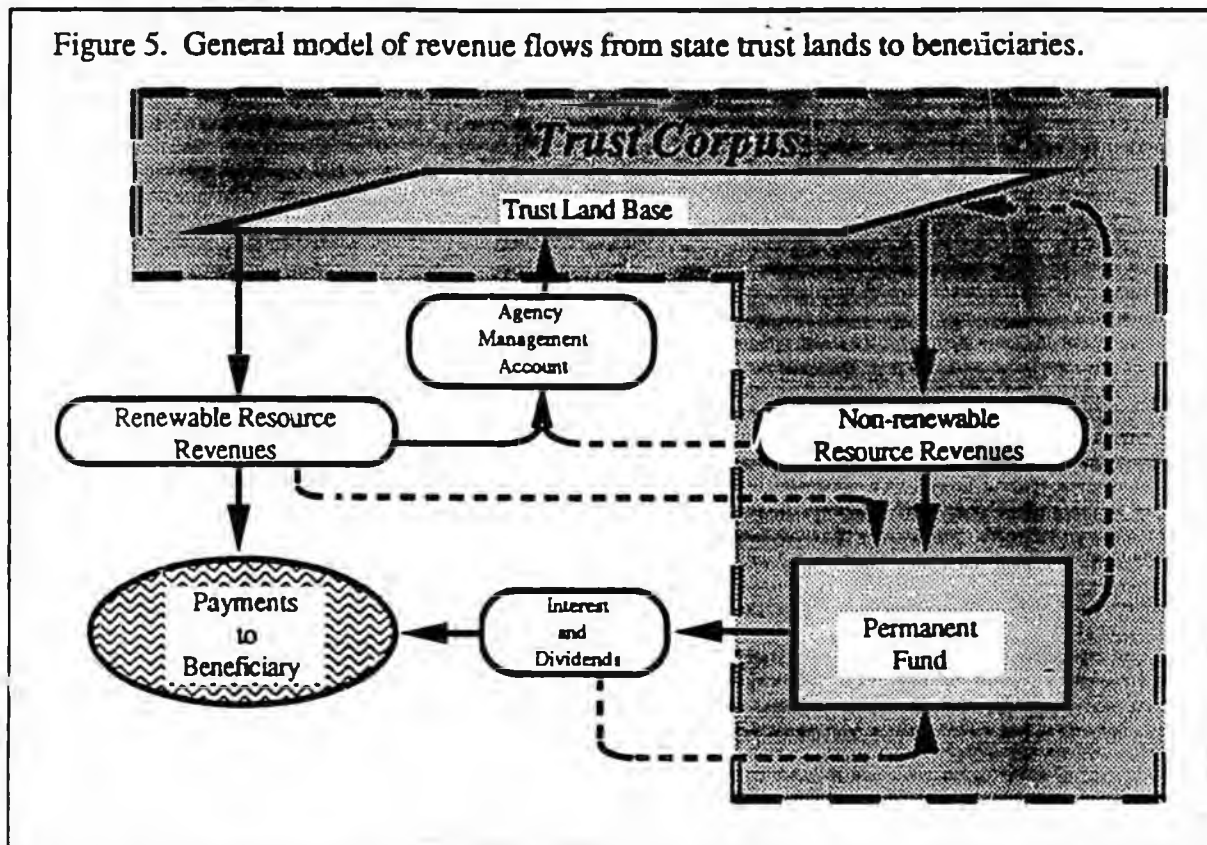 Figure 5. General model of revenue flows from state trust lands to beneficiaries.
Trust Corpus
Trust Land Base
Agency
Management
Account
Renewable Resource
Revenues
Non-renewable
Resource Revenues
Payments
to
Beneficiary
Interest
and
Dividends
Permanent
Fund